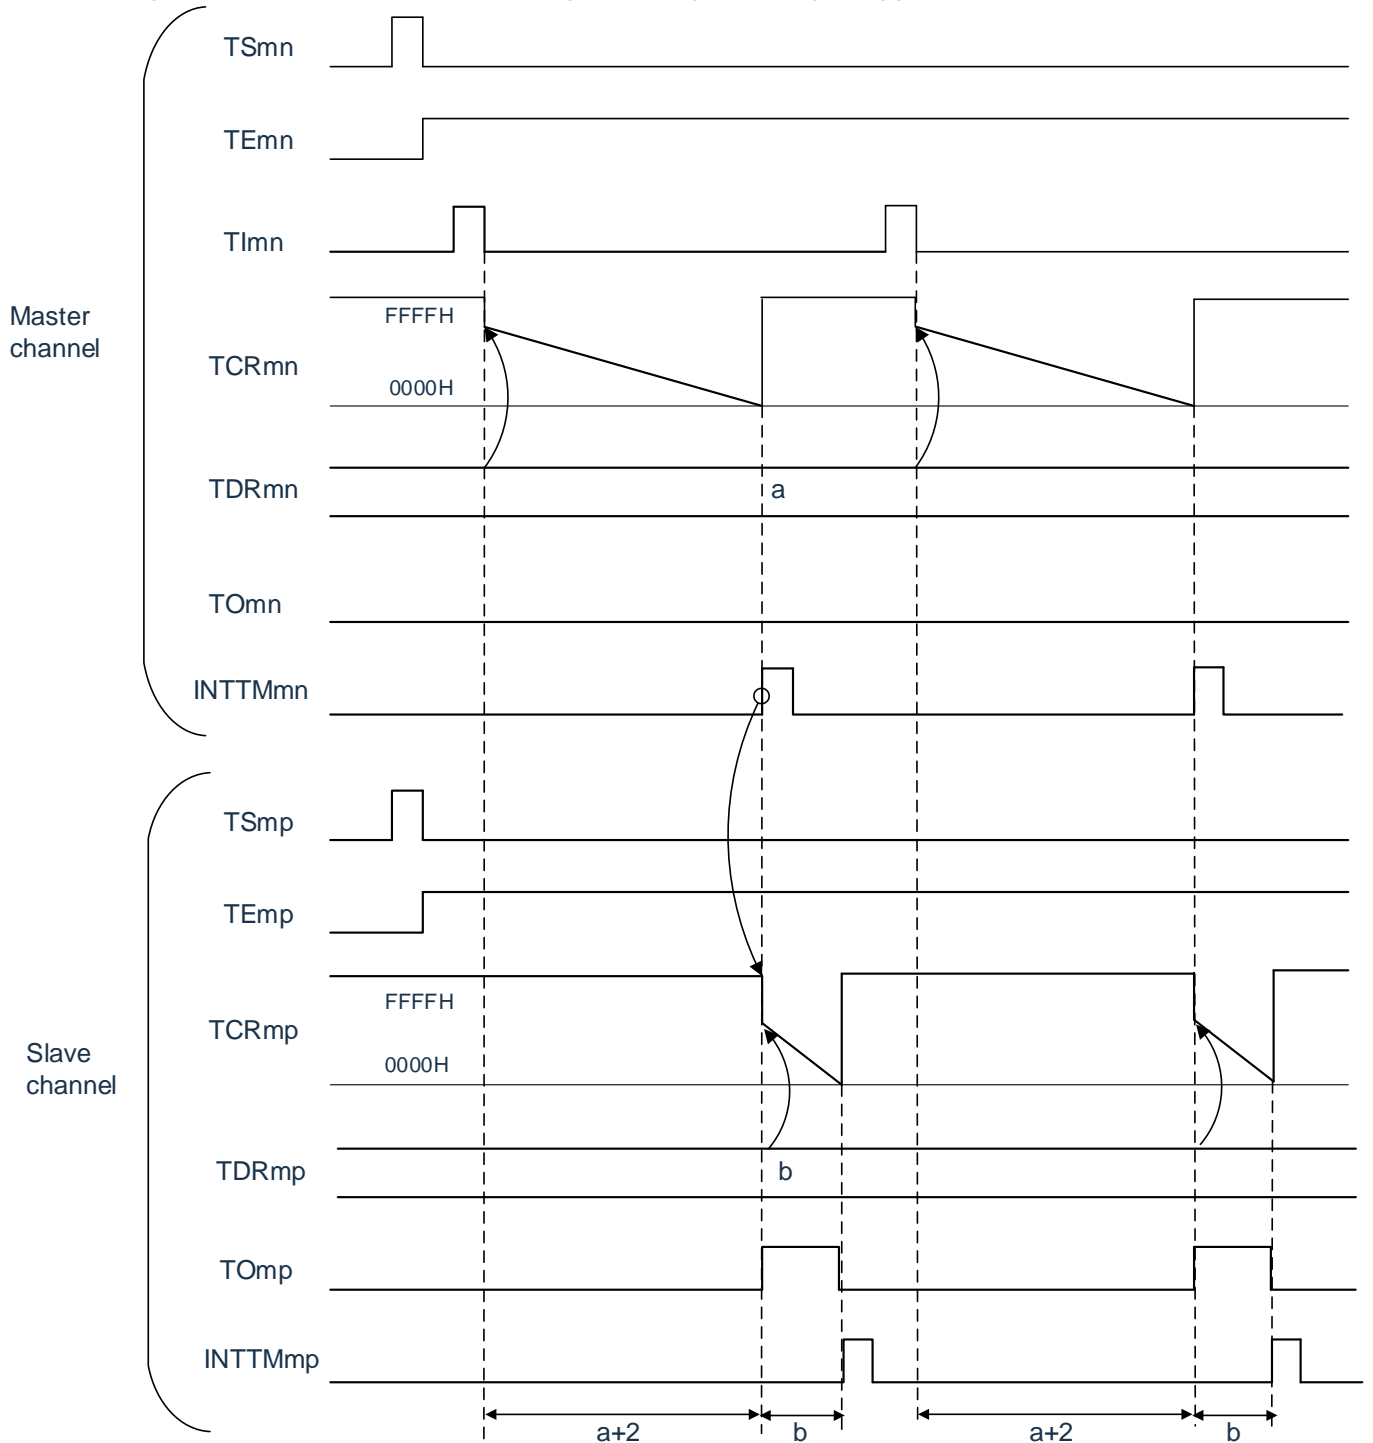 TSmn
TEmn
TImn
Master
channel
FFFFH
TCRmn
0000H
TDRmn
a
TOmn
INTTMmn
TSmp
TEmp
FFFFH
TCRmp
Slave
channel
0000H
TDRmp
b
TOmp
INTTMmp
a+2 b a+2 b